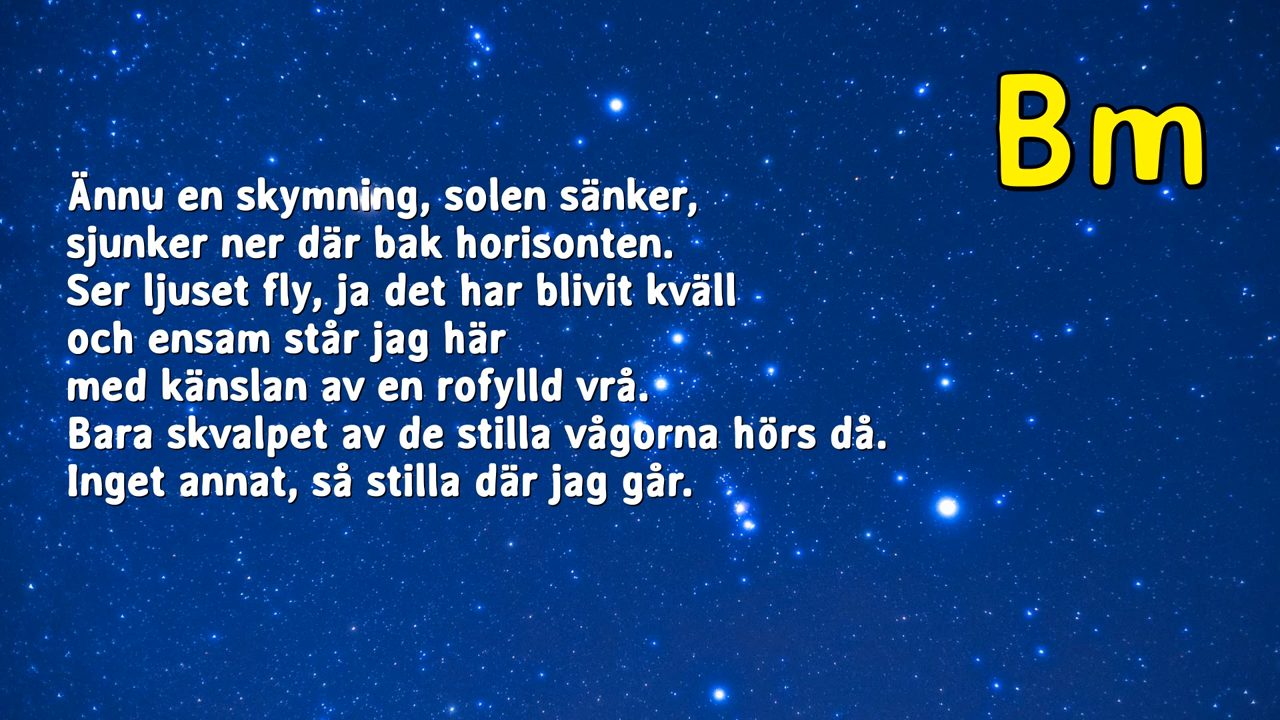 Bm
Ännu en skymning, solen sänker,
sjunker ner där bak horisonten.
Ser ljuset fly, ja det har blivit kväll
och ensam står jag här
med känslan av en rofylld vrå.
Bara skvalpet av de stilla vågorna hörs då.
Inget annat, så stilla där jag går.